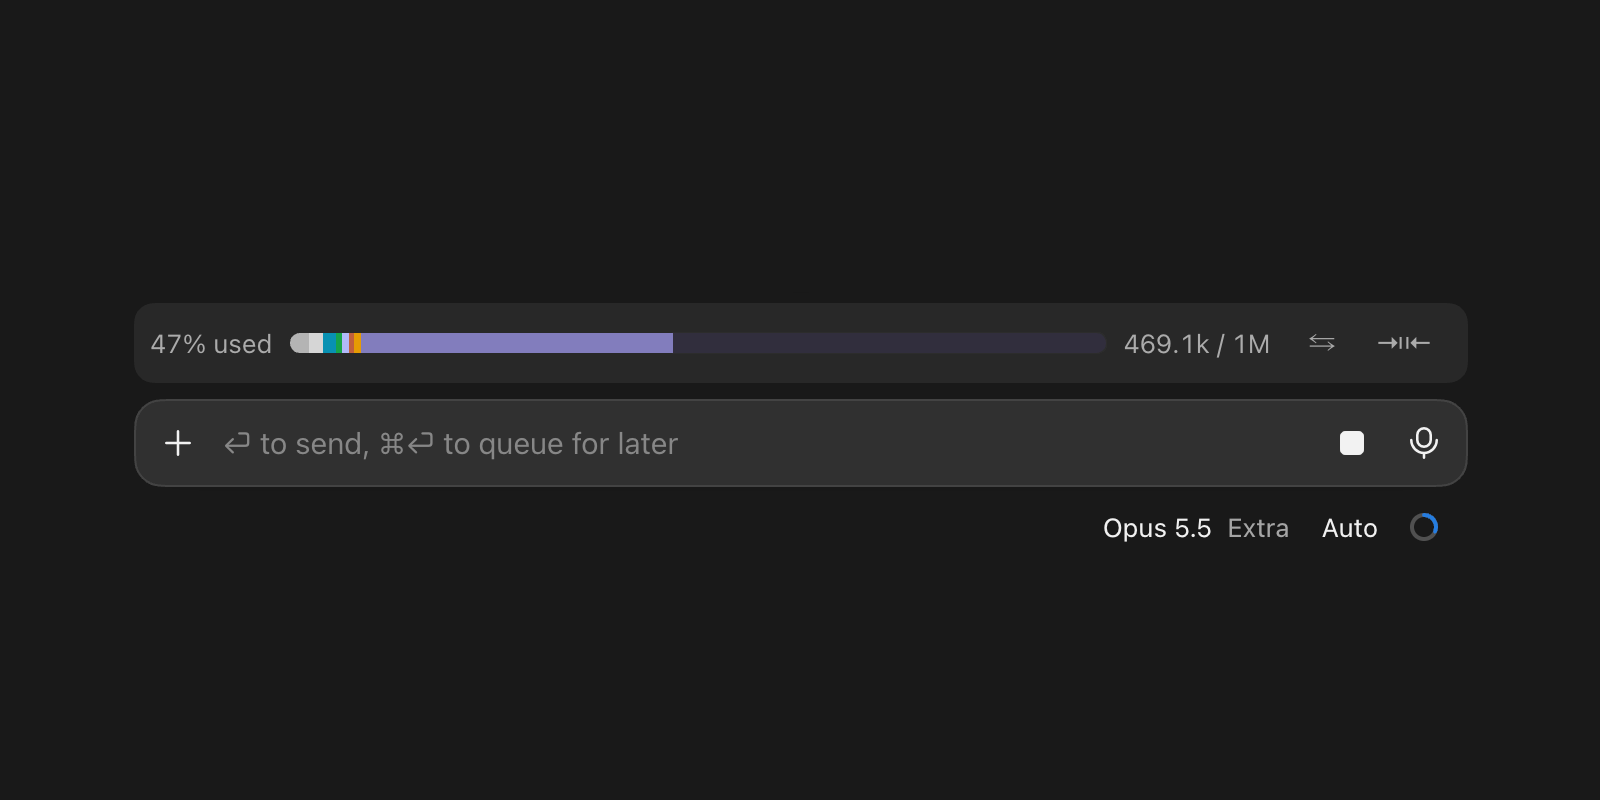 47% used 469.1k / 1M
⏎ to send, ⌘⏎ to queue for later
Opus 5.5 Extra Auto